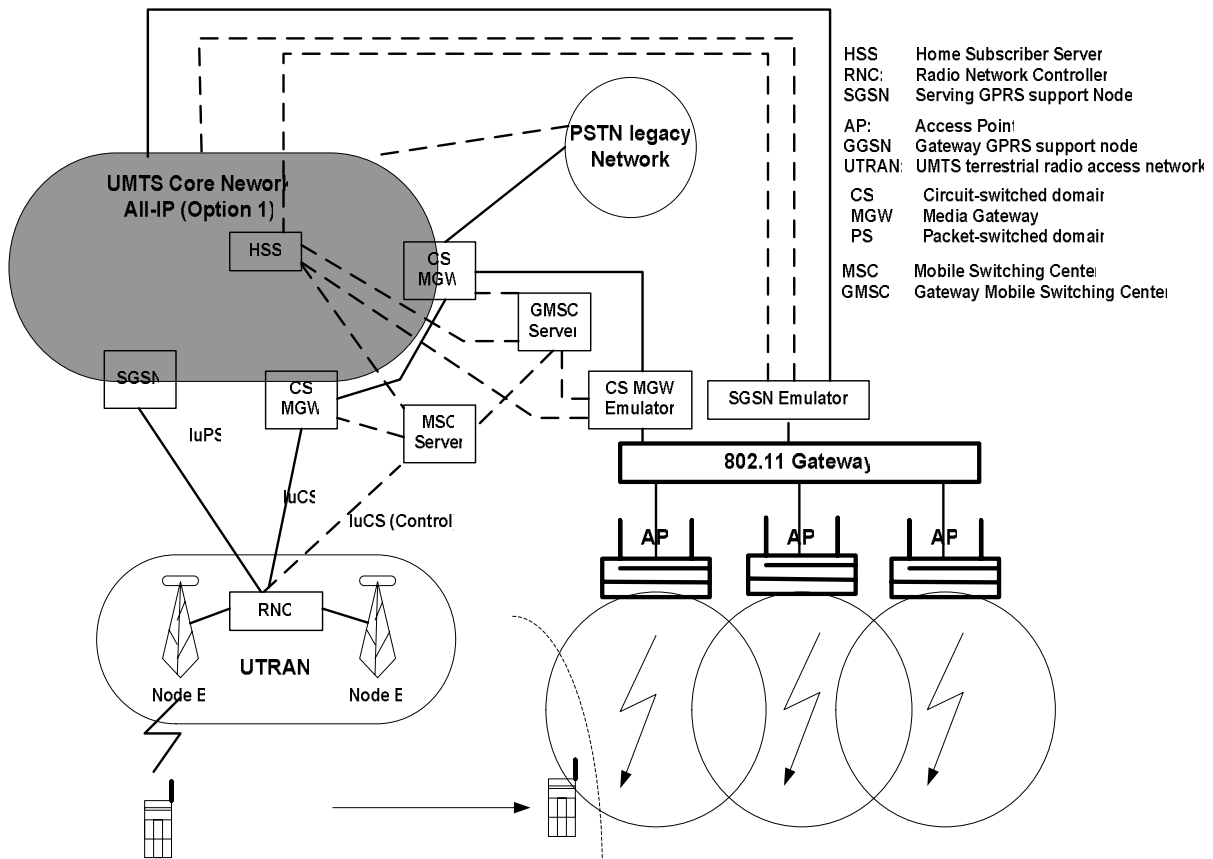 HSS Home Subscriber Server
RNC: Radio Network Controller
SGSN Serving GPRS support Node
AP: Access Point
GGSN Gateway GPRS support node
UTRAN: UMTS terrestrial radio access network
CS Circuit-switched domain
MGW Media Gateway
PS Packet-switched domain
MSC Mobile Switching Center
GMSC Gateway Mobile Switching Center
PSTN legacy
Network
UMTS Core Nework
All-IP (Option 1)
HSS
CS
MGW
GMSC
Server
SGSN
CS
MGW
MSC
Server
CS MGW
Emulator
SGSN Emulator
IuPS
802.11 Gateway
IuCS
IuCS (Control)
AP
AP
AP
RNC
UTRAN
Node B
Node B